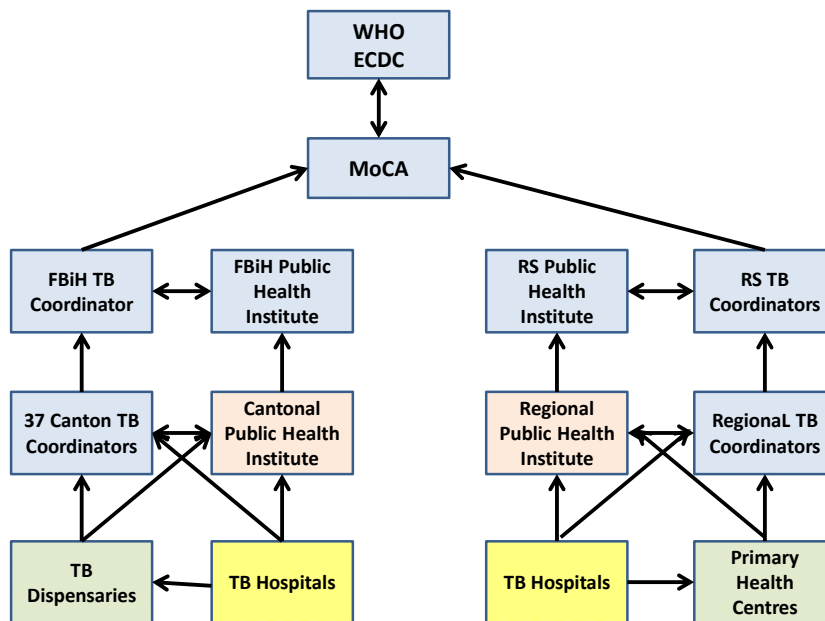 WHO
ECDC
MoCA
FBiH TB
Coordinator
FBiH Public
Health
Institute
RS Public
Health
Institute
RS TB
Coordinators
37 Canton TB
Coordinators
Cantonal
Public Health
Institute
Regional
Public Health
Institute
RegionaL TB
Coordinators
TB
Dispensaries
TB Hospitals
TB Hospitals
Primary
Health
Centres